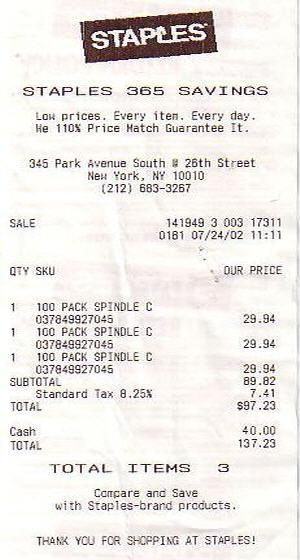 STAPLES
STAPLES 365 SAVINGS
Low prices. Every item. Every day.
We 110% Price Match Guarantee It.
345 Park Avenue South @ 26th Street
New York, NY 10010
(212) 683-3267
SALE 141949 3 003 17311
0181 07/24/02 11:11
QTY SKU OUR PRICE
1 100 PACK SPINDLE C
037849927045 29.94
1 100 PACK SPINDLE C
037849927045 29.94
1 100 PACK SPINDLE C
037849927045 29.94
SUBTOTAL 89.82
Standard Tax 8.25% 7.41
TOTAL $97.23
Cash 40.00
TOTAL 137.23
TOTAL ITEMS 3
Compare and Save
with Staples-brand products.
THANK YOU FOR SHOPPING AT STAPLES!